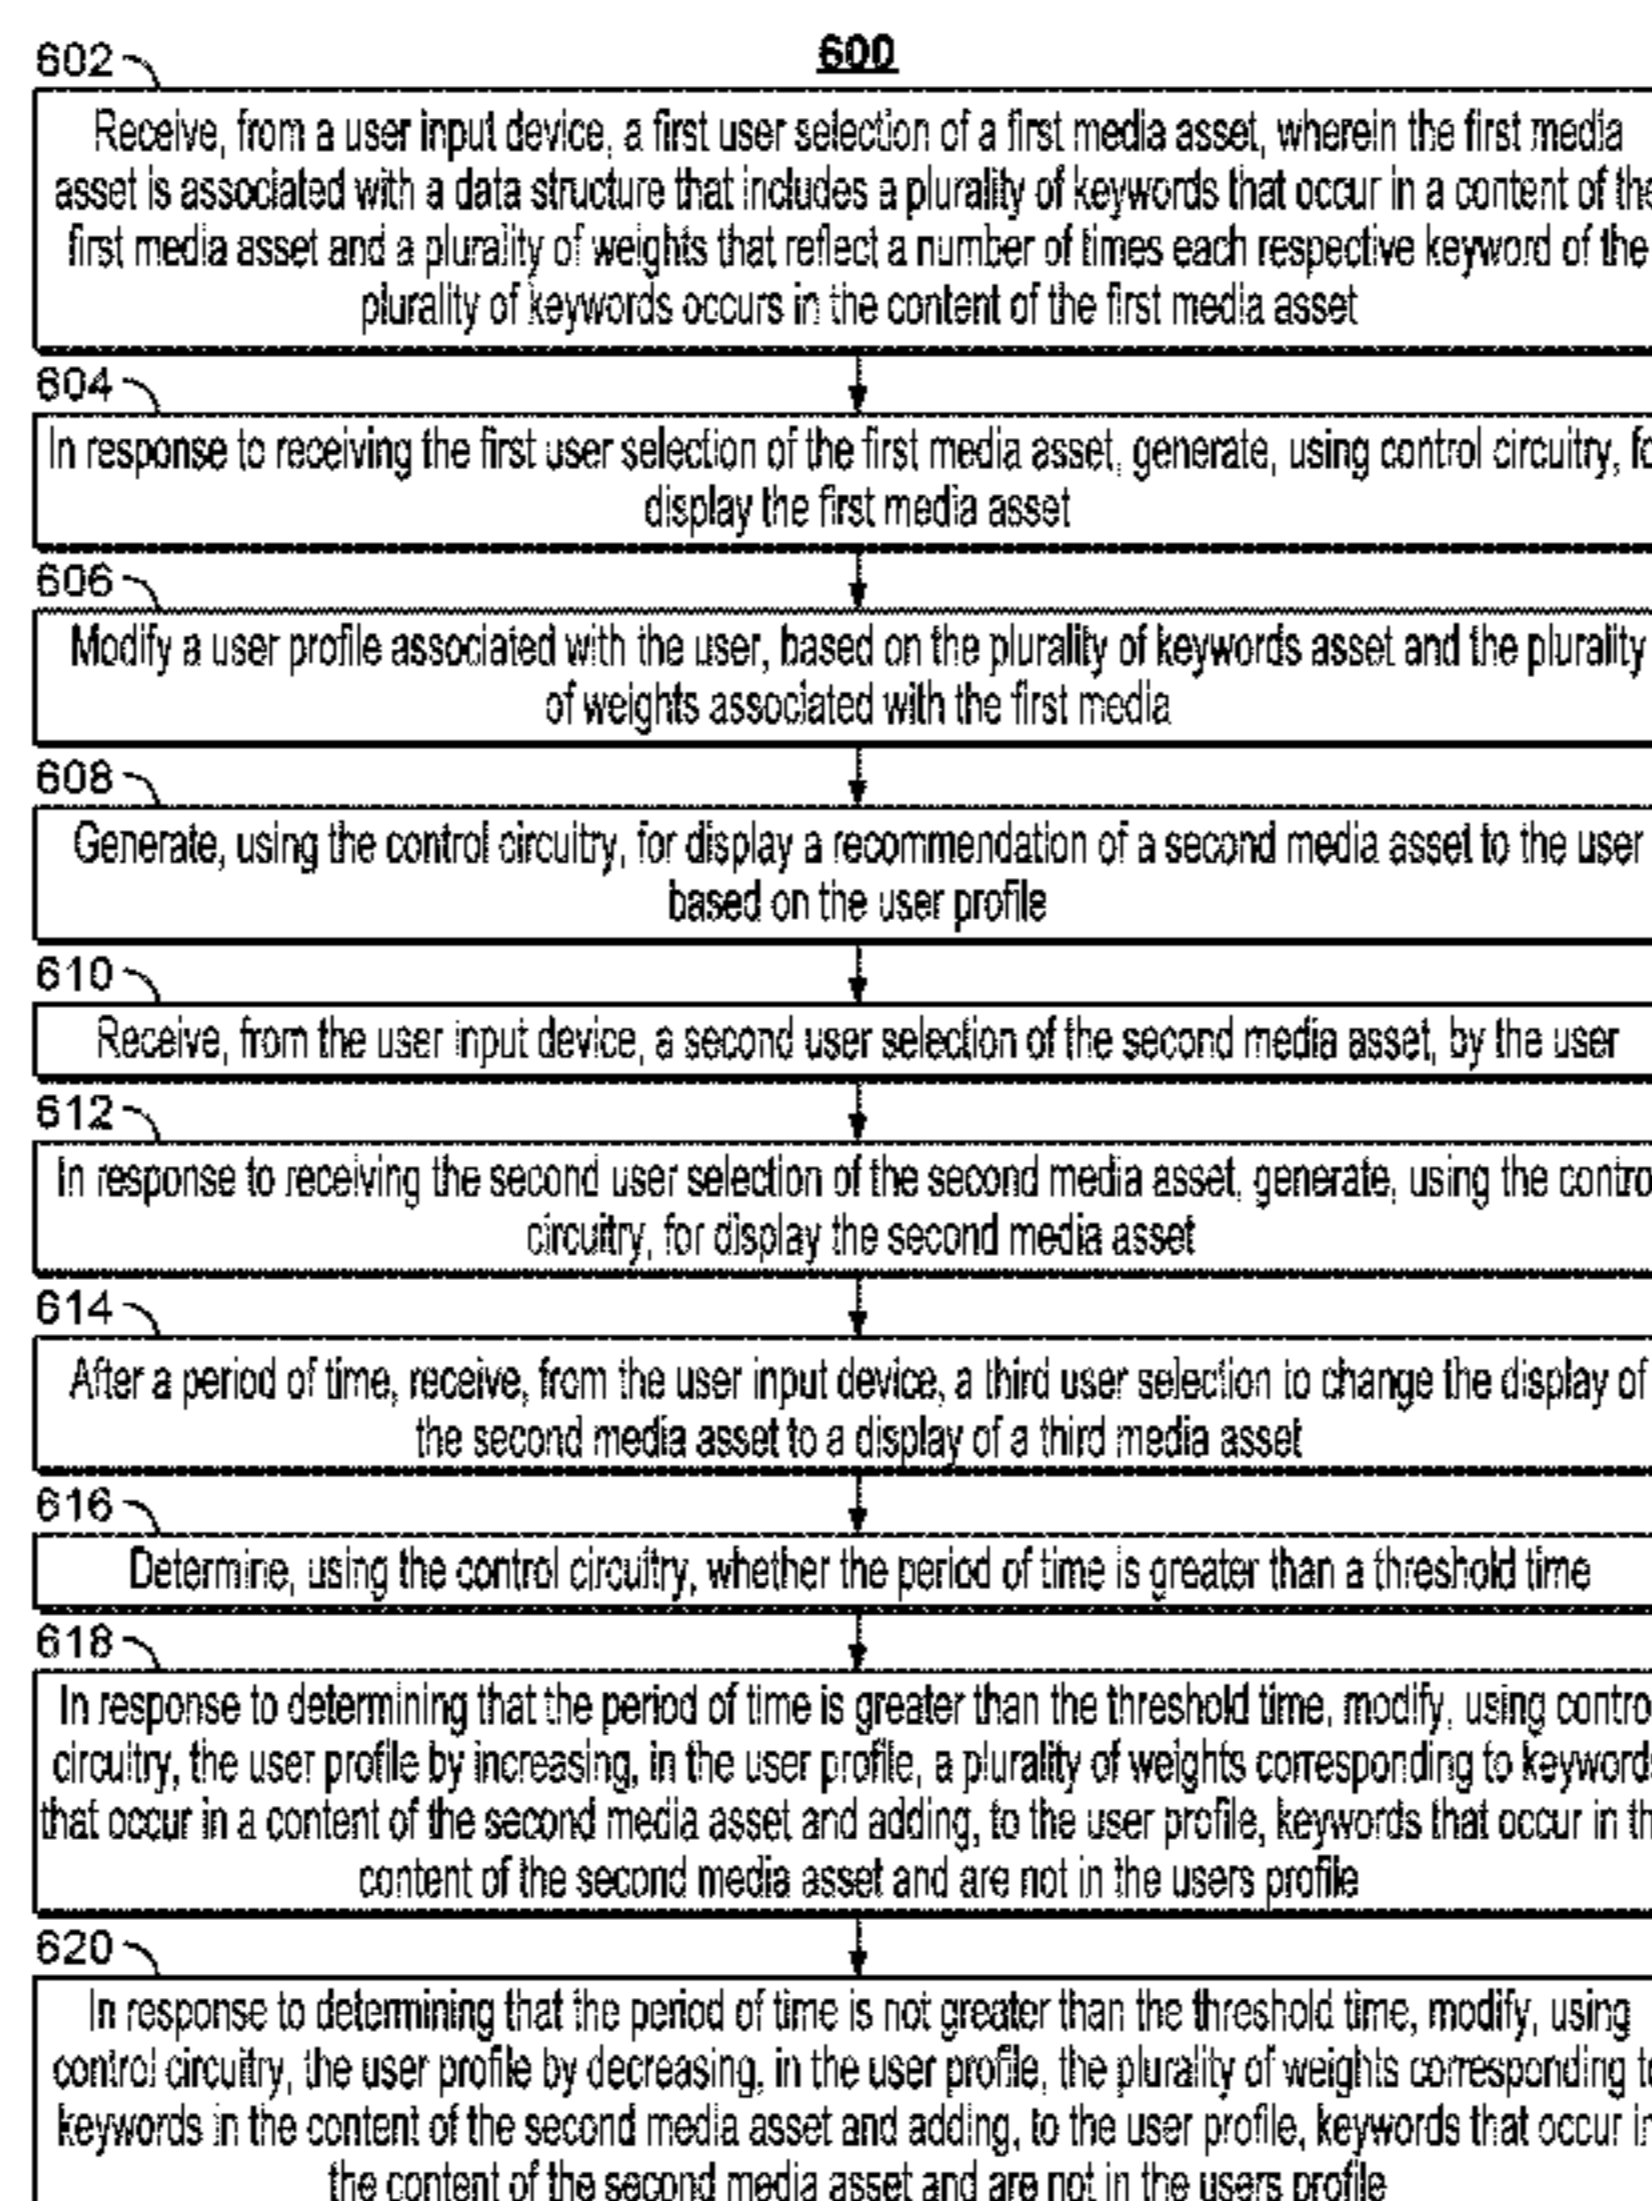 600
602
Receive, from a user input device, a first user selection of a first media asset, wherein the first media
asset is associated with a data structure that includes a plurality of keywords that occur in a content of the
first media asset and a plurality of weights that reflect a number of times each respective keyword of the
plurality of keywords occurs in the content of the first media asset
604
In response to receiving the first user selection of the first media asset, generate, using control circuitry, fo
display the first media asset
606
Modify a user profile associated with the user, based on the plurality of keywords asset and the plurality
of weights associated with the first media
608
Generate, using the control circuitry, for display a recommendation of a second media asset to the user
based on the user profile
610
Receive, from the user input device, a second user selection of the second media asset, by the user
612
In response to receiving the second user selection of the second media asset, generate, using the contro
circuitry, for display the second media asset
614
After a period of time, receive, from the user input device, a third user selection to change the display of
the second media asset to a display of a third media asset
616
Determine, using the control circuitry, whether the period of time is greater than a threshold time
618
In response to determining that the period of time is greater than the threshold time, modify, using contro
circuitry, the user profile by increasing, in the user profile, a plurality of weights corresponding to keywords
that occur in a content of the second media asset and adding, to the user profile, keywords that occur in th
content of the second media asset and are not in the users profile
620
In response to determining that the period of time is not greater than the threshold time, modify, using
control circuitry, the user profile by decreasing, in the user profile, the plurality of weights corresponding t
keywords in the content of the second media asset and adding, to the user profile, keywords that occur in
the content of the second media asset and are not in the users profile